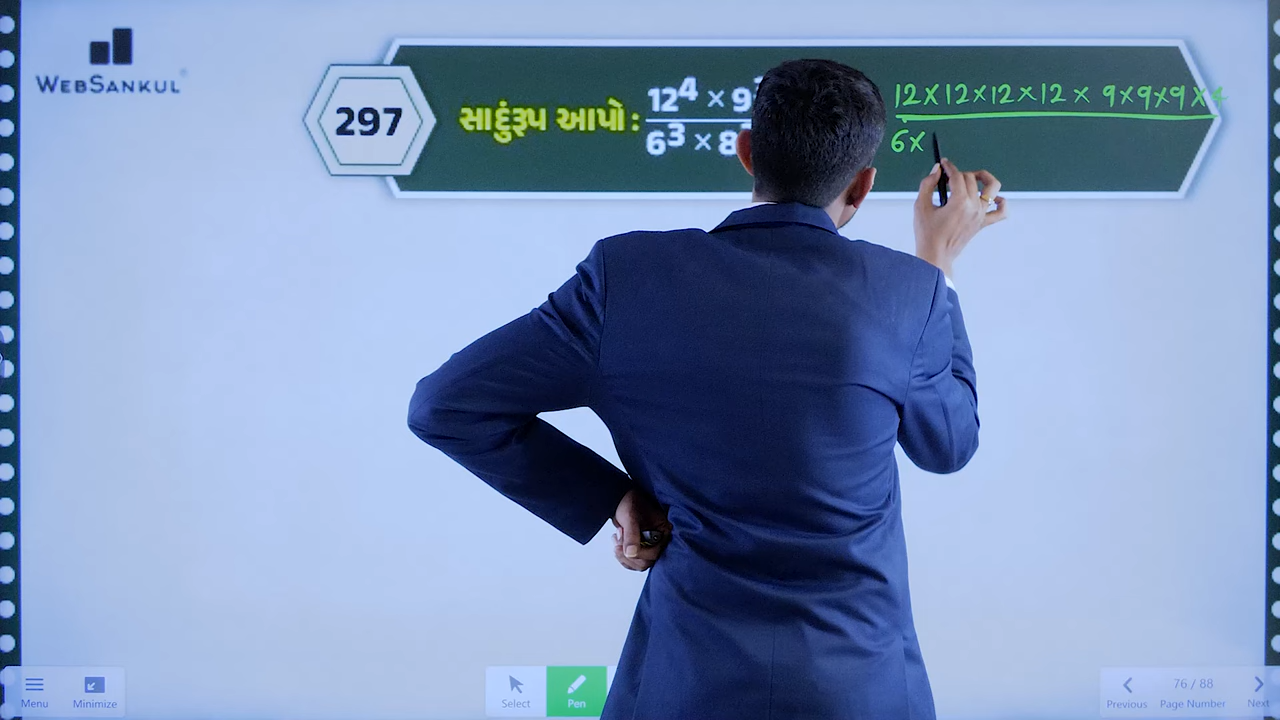 WEBSANKUL
297
સાદુંરૂપ આપો : 12⁴ × 9
6³ × 8
12×12×12×12 × 9×9×9×4
6×
Menu
Minimize
Select
Pen
Previous
76 / 88
Page Number
Next